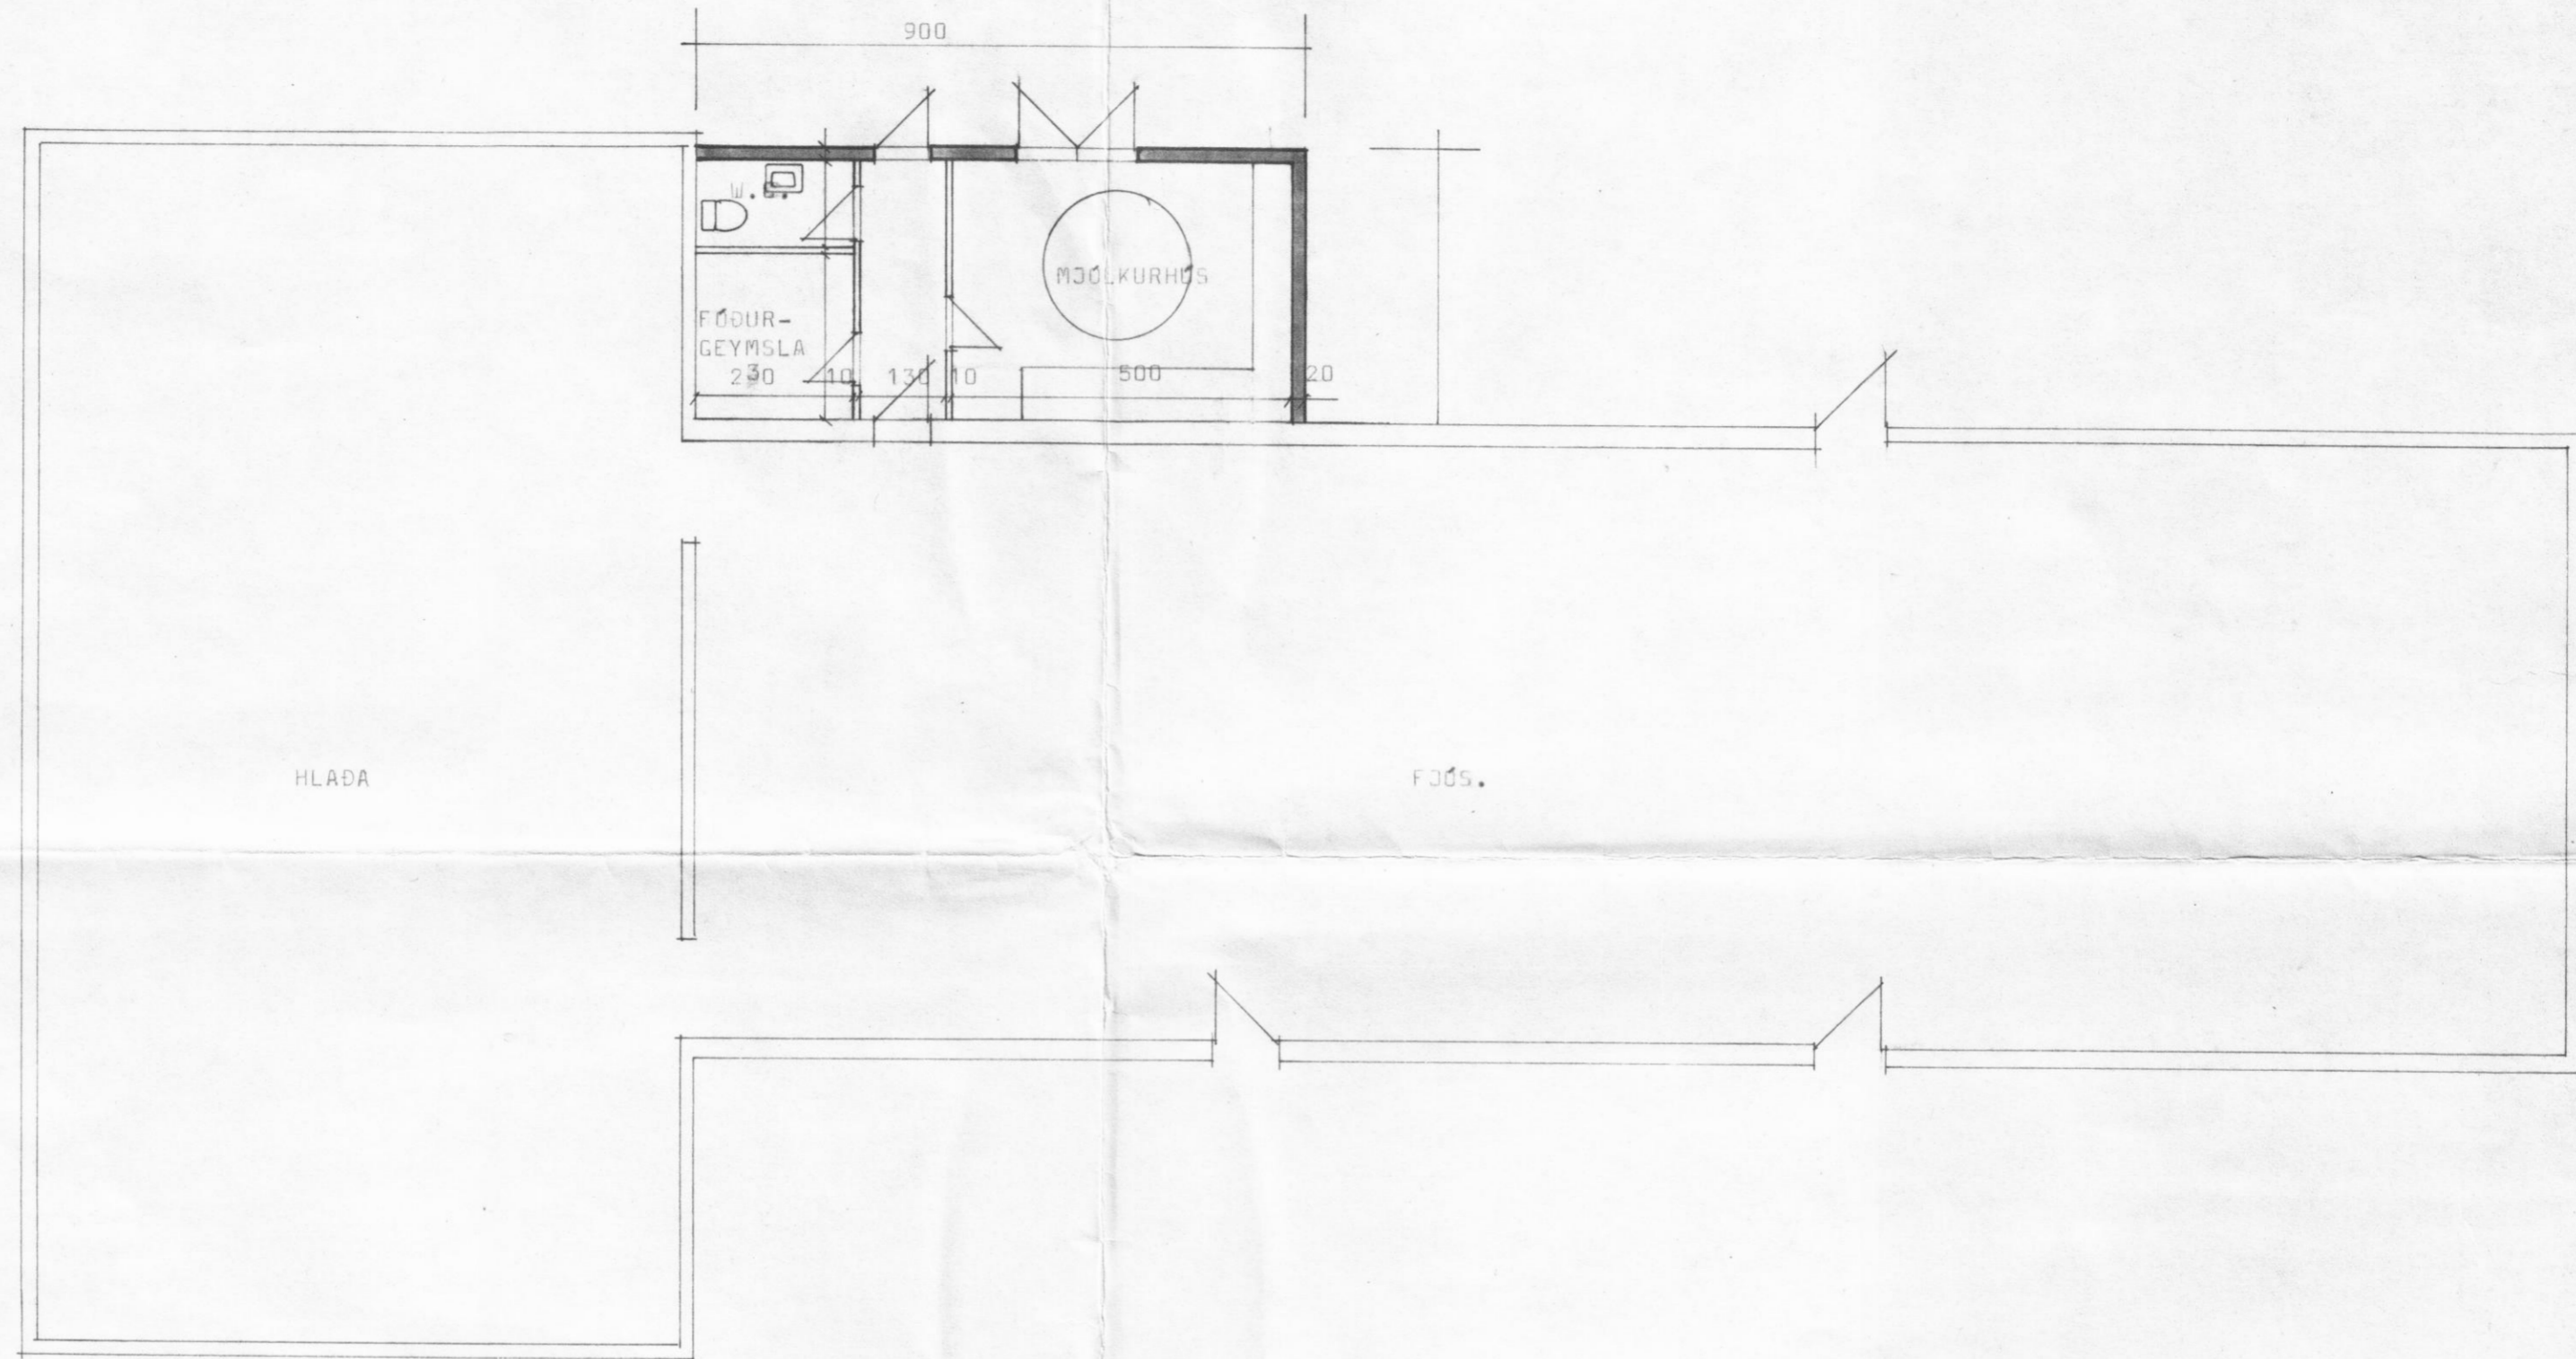 900
W.C.
MJÓLKURHÚS
FÓÐUR-
GEYMSLA
230 10 130 10 500 20
HLAÐA
FJÓS.